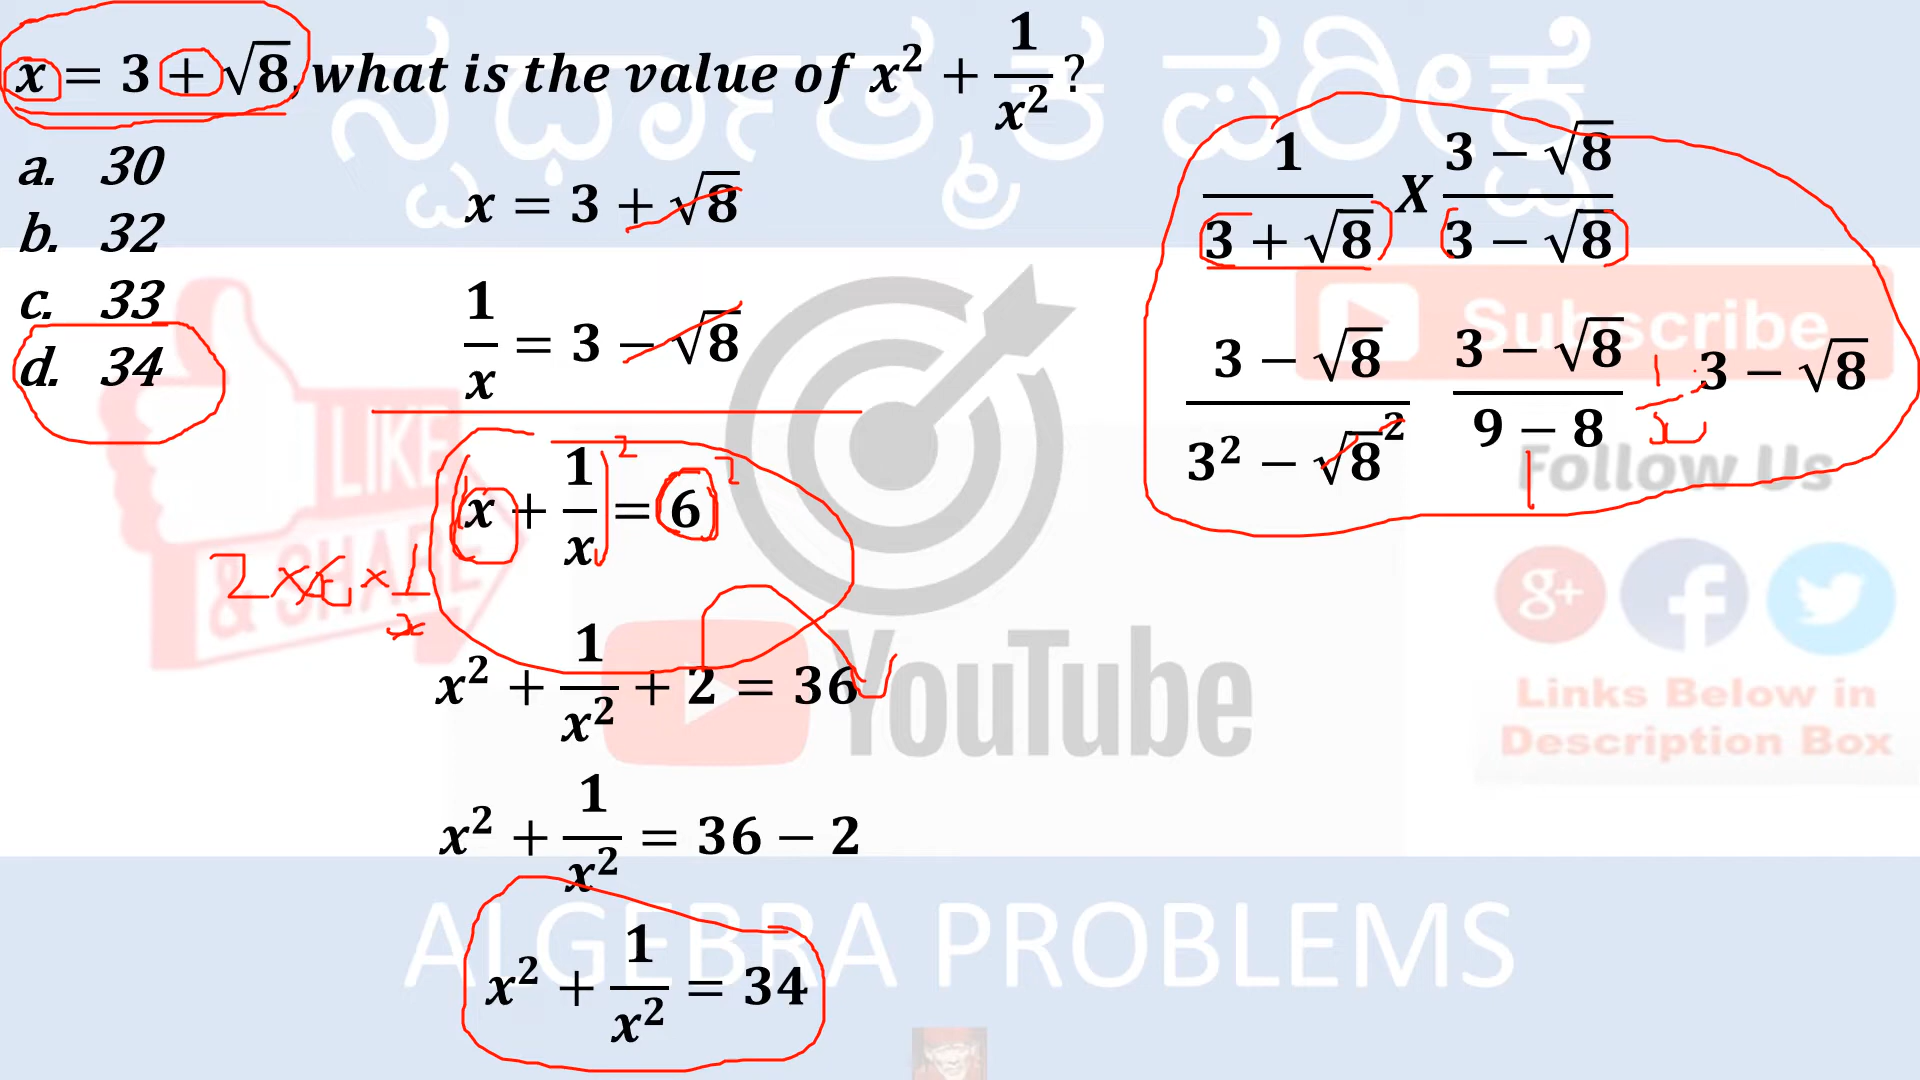 x = 3 + √8, what is the value of x² + 1/x² ?
a. 30
b. 32
c. 33
d. 34
x = 3 + √8
1/x = 3 − √8
(x + 1/x)² = 6²
2 × x × 1/x
x² + 1/x² + 2 = 36
x² + 1/x² = 36 − 2
x² + 1/x² = 34
1/(3 + √8) X (3 − √8)/(3 − √8)
(3 − √8)/(3² − √8²) (3 − √8)/(9 − 8) 3 − √8
1
1/x =
ಸ್ಪರ್ಧಾತ್ಮಕ ಪರೀಕ್ಷೆ
LIKE
& SHARE
YouTube
Subscribe
Follow Us
g+ f
Links Below in
Description Box
ALGEBRA PROBLEMS